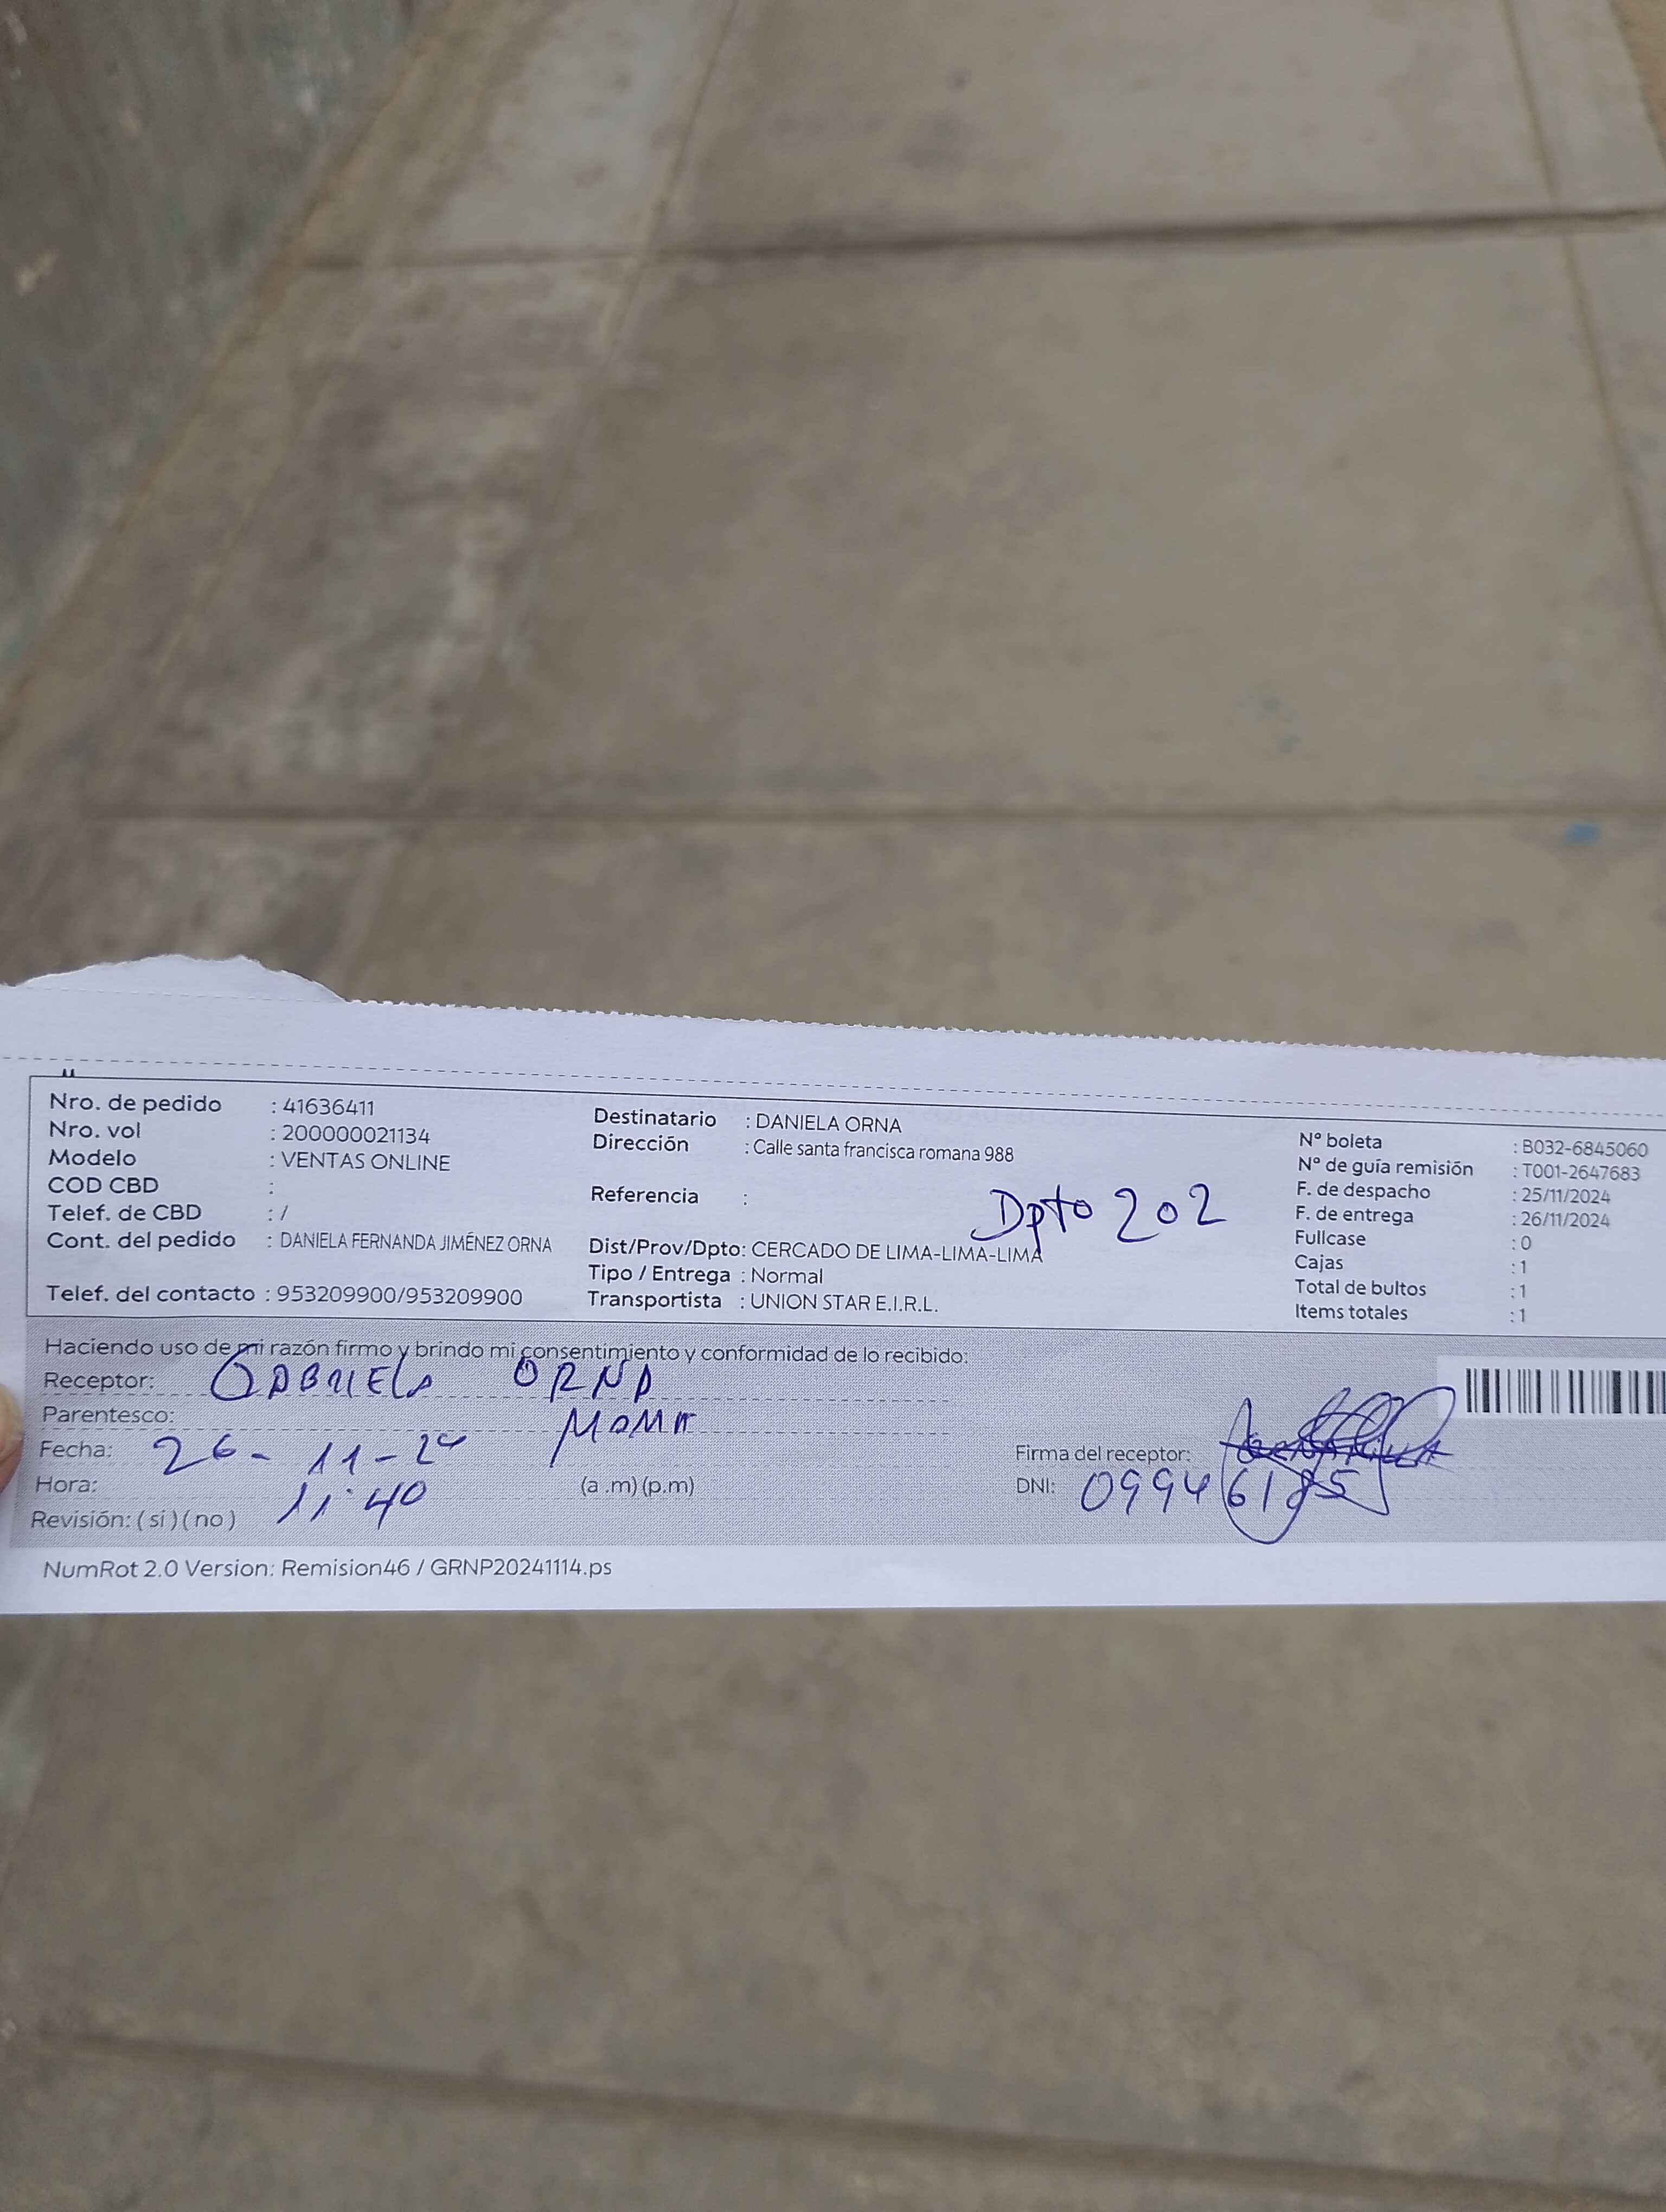 Nro. de pedido : 41636411
Nro. vol : 200000021134
Modelo : VENTAS ONLINE
COD CBD :
Telef. de CBD : /
Cont. del pedido : DANIELA FERNANDA JIMÉNEZ ORNA
Telef. del contacto : 953209900/953209900
Destinatario : DANIELA ORNA
Dirección : Calle santa francisca romana 988
Referencia :
Dpto 202
Dist/Prov/Dpto: CERCADO DE LIMA-LIMA-LIMA
Tipo / Entrega : Normal
Transportista : UNION STAR E.I.R.L.
N° boleta : B032-6845060
N° de guía remisión : T001-2647683
F. de despacho : 25/11/2024
F. de entrega : 26/11/2024
Fullcase : 0
Cajas : 1
Total de bultos : 1
Items totales : 1
Haciendo uso de mi razón firmo y brindo mi consentimiento y conformidad de lo recibido:
Receptor: GABRIELA ORNA
Parentesco: MAMA
Fecha: 26-11-24
Hora: 11:40 (a .m) (p.m)
Revisión: ( si ) ( no )
Firma del receptor:
DNI: 09946185
NumRot 2.0 Version: Remision46 / GRNP20241114.ps